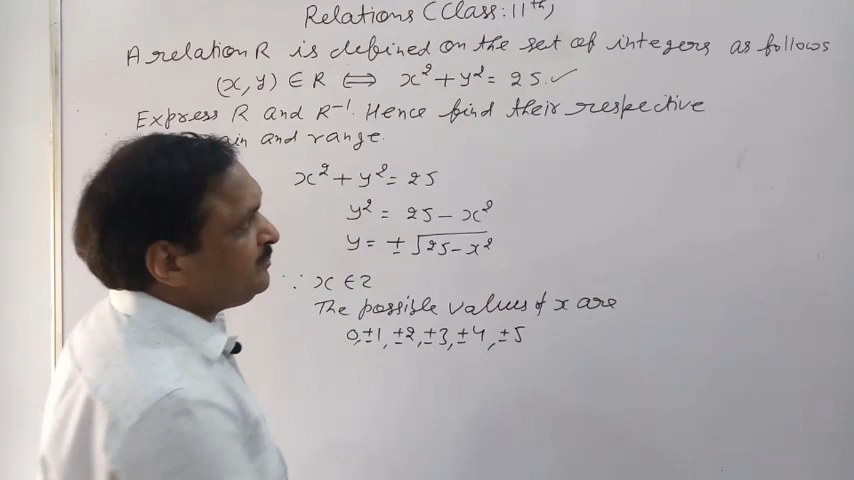 Relations (Class: 11th)
A relation R is defined on the set of integers as follows
(x, y) ∈ R ⟺ x² + y² = 25. ✓
Express R and R⁻¹. Hence find their respective
and range.
x² + y² = 25
y² = 25 - x²
y = ± √25 - x²
∵ x ∈ Z
The possible values of x are
0, ±1, ±2, ±3, ±4, ±5